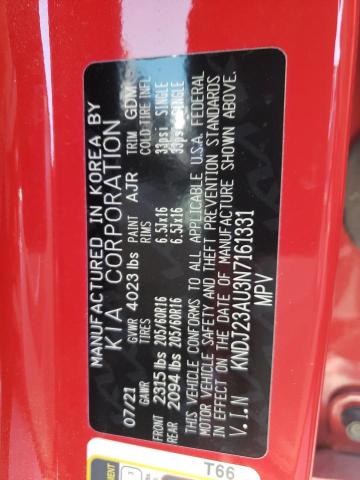 MANUFACTURED IN KOREA BY
KIA CORPORATION
07/21 GVWR 4023 lbs PAINT AJR TRIM GDM
GAWR TIRES RIMS COLD TIRE INFL
FRONT 2315 lbs 205/60R16 6.5Jx16 33psi SINGLE
REAR 2094 lbs 205/60R16 6.5Jx16 33psi SINGLE
THIS VEHICLE CONFORMS TO ALL APPLICABLE U.S.A. FEDERAL
MOTOR VEHICLE SAFETY AND THEFT PREVENTION STANDARDS
IN EFFECT ON THE DATE OF MANUFACTURE SHOWN ABOVE.
V.I.N KNDJ23AU3N7161391
MPV
T66